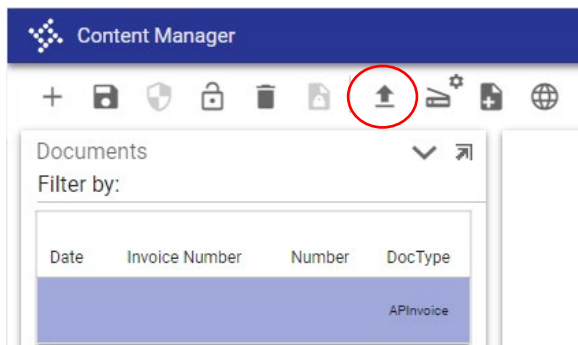 Content Manager
Documents
Filter by:
Date Invoice Number Number DocType
APInvoice